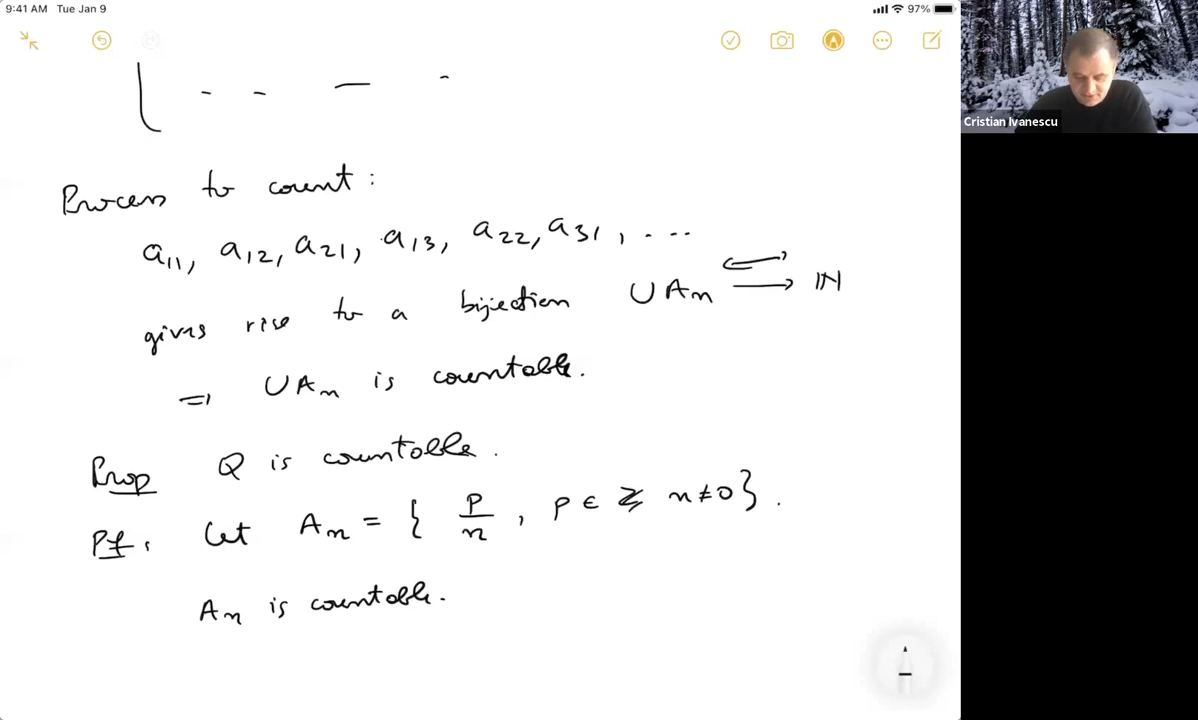 9:41 AM Tue Jan 9
97%
Cristian Ivanescu
Process to count :
a11, a12, a21, a13, a22, a31, ....
gives rise to a bijection ∪ An ⇄ ℕ
⇒ ∪ An is countable.
Prop Q is countable.
Pf: Let An = { p/n , p ∈ ℤ n≠0 } .
An is countable.